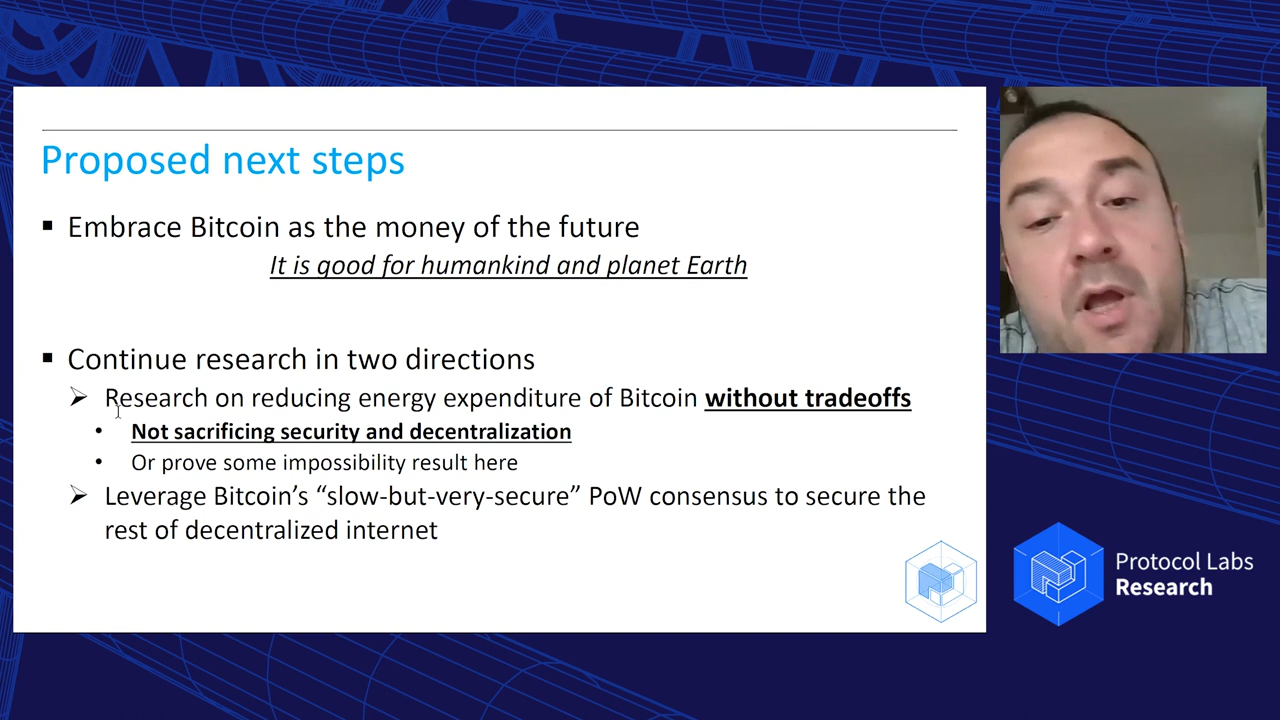 Proposed next steps
▪ Embrace Bitcoin as the money of the future
It is good for humankind and planet Earth
▪ Continue research in two directions
➢ Research on reducing energy expenditure of Bitcoin without tradeoffs
• Not sacrificing security and decentralization
• Or prove some impossibility result here
➢ Leverage Bitcoin’s “slow-but-very-secure” PoW consensus to secure the
rest of decentralized internet
Protocol Labs
Research